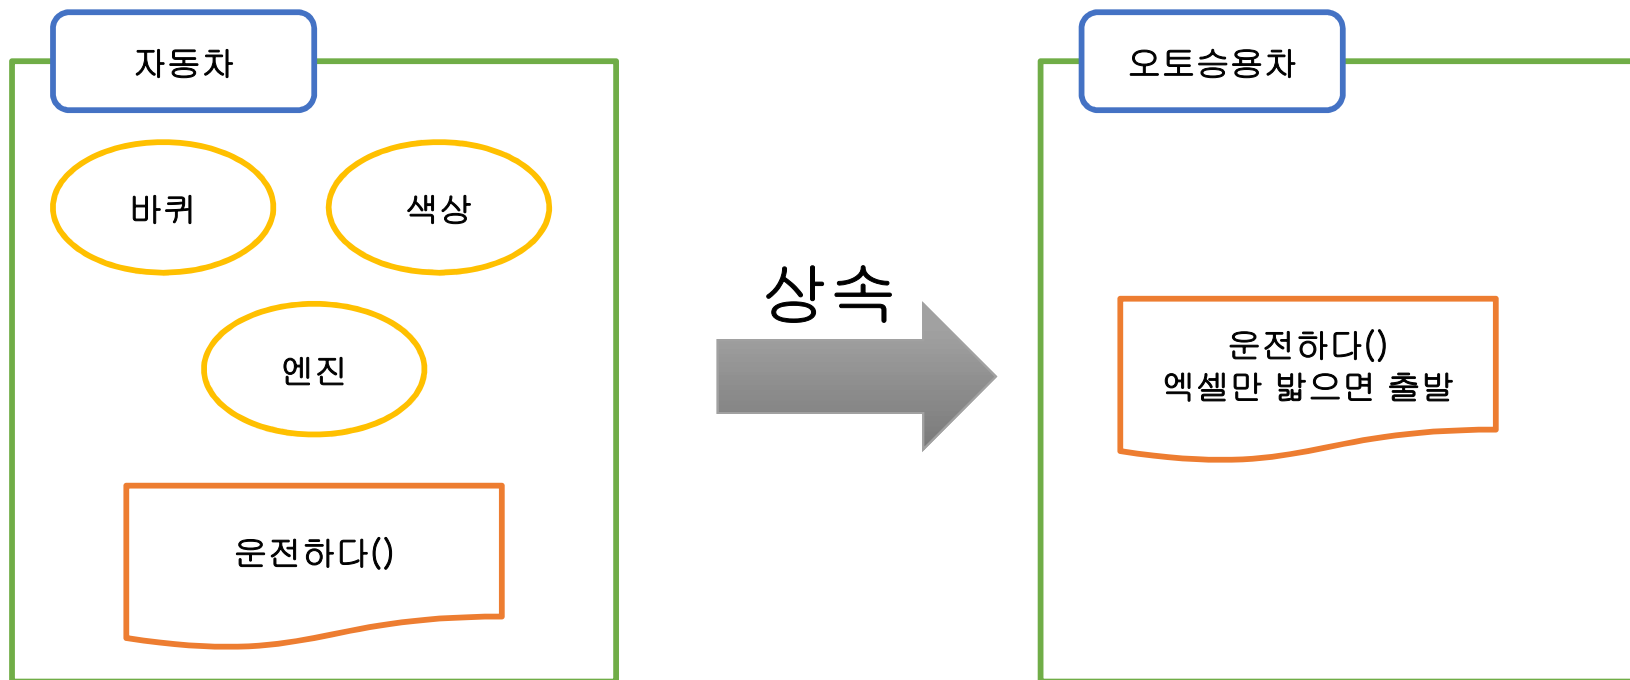 자동차
오토승용차
바퀴
색상
엔진
운전하다()
상속
운전하다()
엑셀만 밟으면 출발